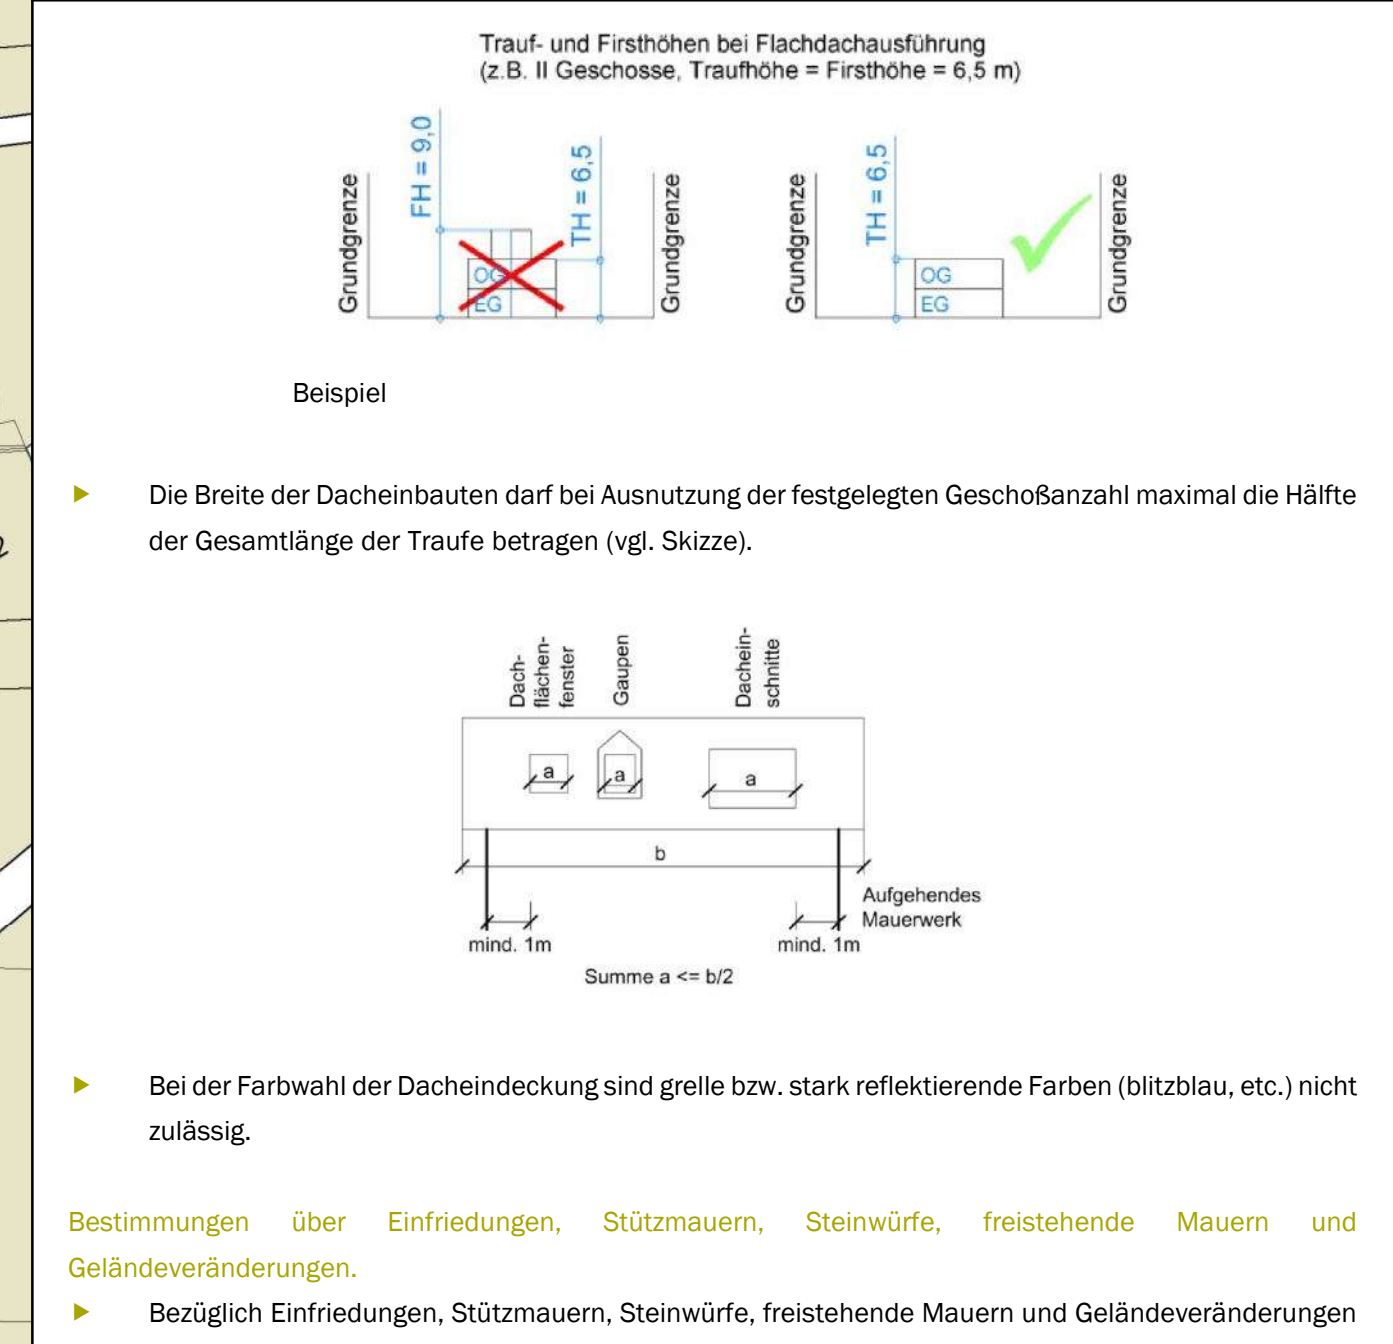 Trauf- und Firsthöhen bei Flachdachausführung
(z.B. II Geschosse, Traufhöhe = Firsthöhe = 6,5 m)
Grundgrenze
FH = 9,0
OG
EG
TH = 6,5
Grundgrenze
Grundgrenze
TH = 6,5
OG
EG
Grundgrenze
Beispiel
Die Breite der Dacheinbauten darf bei Ausnutzung der festgelegten Geschoßanzahl maximal die Hälfte
der Gesamtlänge der Traufe betragen (vgl. Skizze).
Dach-
flächen-
fenster
Gaupen
Dachein-
schnitte
a
a
a
b
Aufgehendes
Mauerwerk
mind. 1m
mind. 1m
Summe a <= b/2
Bei der Farbwahl der Dacheindeckung sind grelle bzw. stark reflektierende Farben (blitzblau, etc.) nicht
zulässig.
Bestimmungen über Einfriedungen, Stützmauern, Steinwürfe, freistehende Mauern und
Geländeveränderungen.
Bezüglich Einfriedungen, Stützmauern, Steinwürfe, freistehende Mauern und Geländeveränderungen